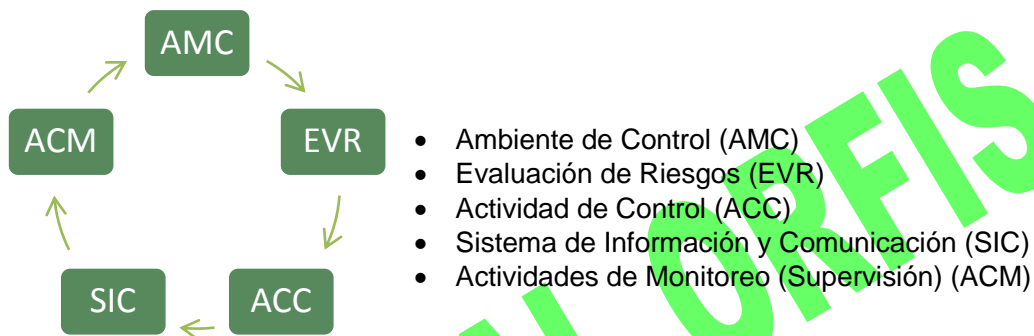 AMC
ACM
EVR
SIC
ACC
• Ambiente de Control (AMC)
• Evaluación de Riesgos (EVR)
• Actividad de Control (ACC)
• Sistema de Información y Comunicación (SIC)
• Actividades de Monitoreo (Supervisión) (ACM)
ORFIS